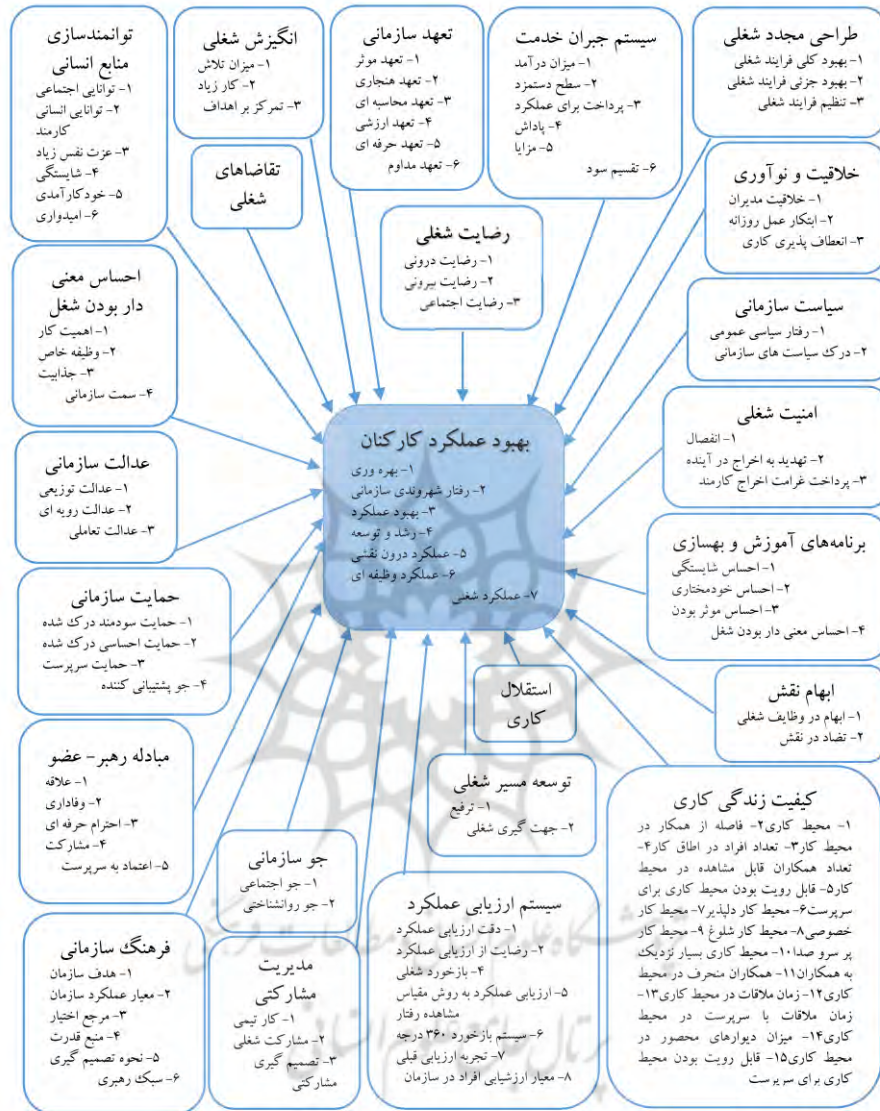 طراحی مجدد شغلی
۱- بهبود کلی فرایند شغلی
۲- بهبود جزئی فرایند شغلی
۳- تنظیم فرایند شغلی
سیستم جبران خدمت
۱- میزان درآمد
۲- سطح دستمزد
۳- پرداخت برای عملکرد
۴- پاداش
۵- مزایا
۶- تقسیم سود
تعهد سازمانی
۱- تعهد موثر
۲- تعهد هنجاری
۳- تعهد محاسبه ای
۴- تعهد ارزشی
۵- تعهد حرفه ای
۶- تعهد مداوم
انگیزش شغلی
۱- میزان تلاش
۲- کار زیاد
۳- تمرکز بر اهداف
توانمندسازی
منابع انسانی
۱- توانایی اجتماعی
۲- توانایی انسانی
کارمند
۳- عزت نفس زیاد
۴- شایستگی
۵- خودکارآمدی
۶- امیدواری
خلاقیت و نوآوری
۱- خلاقیت مدیران
۲- ابتکار عمل روزانه
۳- انعطاف پذیری کاری
رضایت شغلی
۱- رضایت درونی
۲- رضایت بیرونی
۳- رضایت اجتماعی
تقاضاهای
شغلی
سیاست سازمانی
۱- رفتار سیاسی عمومی
۲- درک سیاست های سازمانی
احساس معنی
دار بودن شغل
۱- اهمیت کار
۲- وظیفه خاص
۳- جذابیت
۴- سمت سازمانی
امنیت شغلی
۱- انفصال
۲- تهدید به اخراج در آینده
۳- پرداخت غرامت اخراج کارمند
بهبود عملکرد کارکنان
۱- بهره وری
۲- رفتار شهروندی سازمانی
۳- بهبود عملکرد
۴- رشد و توسعه
۵- عملکرد درون نقشی
۶- عملکرد وظیفه ای
۷- عملکرد شغلی
عدالت سازمانی
۱- عدالت توزیعی
۲- عدالت رویه ای
۳- عدالت تعاملی
برنامه‌های آموزش و بهسازی
۱- احساس شایستگی
۲- احساس خودمختاری
۳- احساس موثر بودن
۴- احساس معنی دار بودن شغل
حمایت سازمانی
۱- حمایت سودمند درک شده
۲- حمایت احساسی درک شده
۳- حمایت سرپرست
۴- جو پشتیبانی کننده
ابهام نقش
۱- ابهام در وظایف شغلی
۲- تضاد در نقش
استقلال
کاری
توسعه مسیر شغلی
۱- ترفیع
۲- جهت گیری شغلی
مبادله رهبر- عضو
۱- علاقه
۲- وفاداری
۳- احترام حرفه ای
۴- مشارکت
۵- اعتماد به سرپرست
کیفیت زندگی کاری
۱- محیط کاری۲- فاصله از همکار در
محیط کار۳- تعداد افراد در اطاق کار۴-
تعداد همکاران قابل مشاهده در محیط
کار۵- قابل رویت بودن محیط کاری برای
سرپرست۶- محیط کار دلپذیر۷- محیط کار
خصوصی۸- محیط کار شلوغ ۹- محیط کار
پر سرو صدا۱۰- محیط کاری بسیار نزدیک
به همکاران۱۱- همکاران منحرف در محیط
کاری۱۲- زمان ملاقات در محیط کاری۱۳-
زمان ملاقات با سرپرست در محیط
کاری۱۴- میزان دیوارهای محصور در
محیط کاری۱۵- قابل رویت بودن محیط
کاری برای سرپرست
سیستم ارزیابی عملکرد
۱- دقت ارزیابی عملکرد
۲- رضایت از ارزیابی عملکرد
۴- بازخورد شغلی
۵- ارزیابی عملکرد به روش مقیاس
مشاهده رفتار
۶- سیستم بازخورد ۳۶۰ درجه
۷- تجربه ارزیابی قبلی
۸- معیار ارزشیابی افراد در سازمان
جو سازمانی
۱- جو اجتماعی
۲- جو روانشناختی
مدیریت
مشارکتی
۱- کار تیمی
۲- مشارکت شغلی
۳- تصمیم گیری
مشارکتی
فرهنگ سازمانی
۱- هدف سازمان
۲- معیار عملکرد سازمان
۳- مرجع اختیار
۴- منبع قدرت
۵- نحوه تصمیم گیری
۶- سبک رهبری